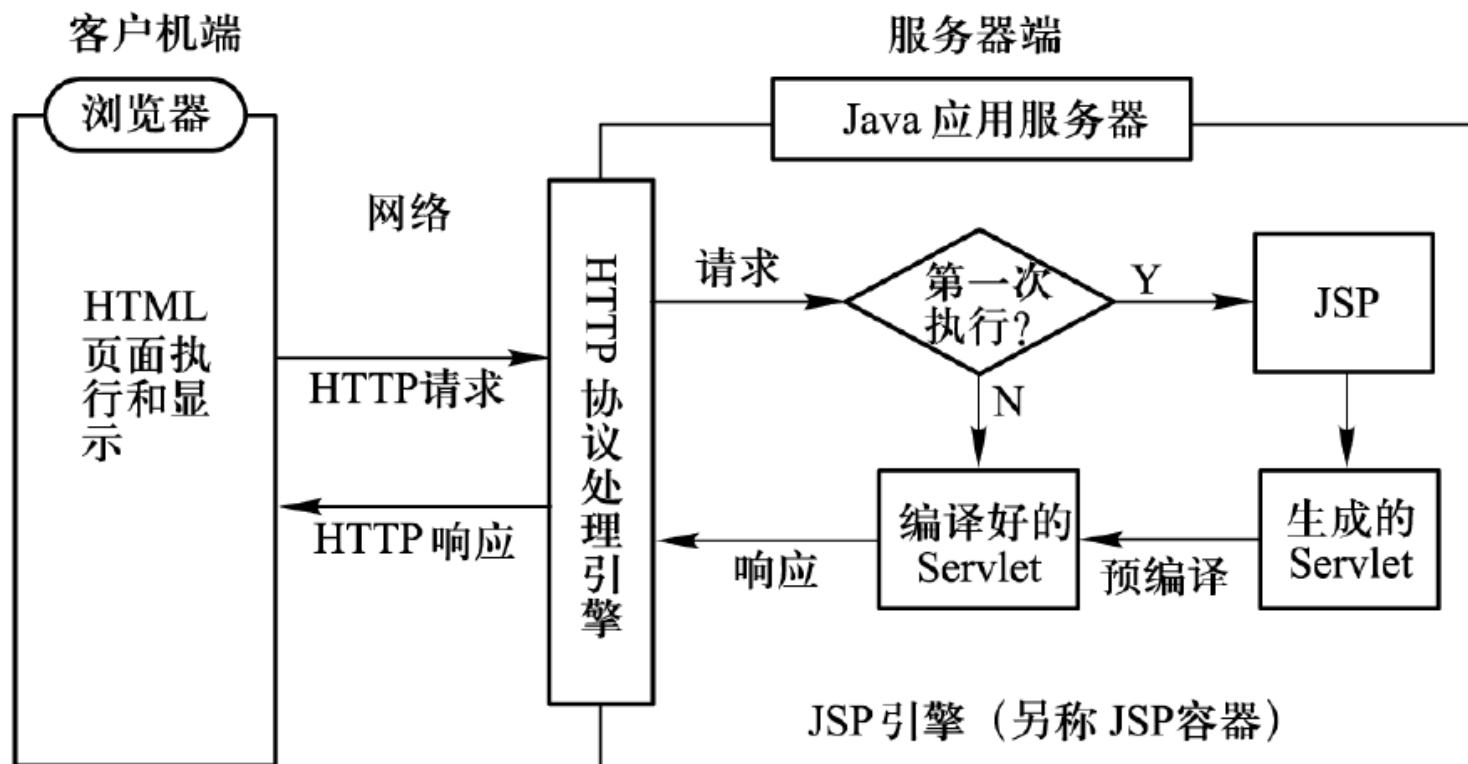 客户机端
服务器端
浏览器
Java 应用服务器
网络
HTML
页面执
行和显
示
HTTP请求
HTTP 响应
HTTP 协议处理引擎
请求
第一次
执行?
Y
JSP
N
编译好的
Servlet
生成的
Servlet
预编译
响应
JSP引擎（另称 JSP容器）